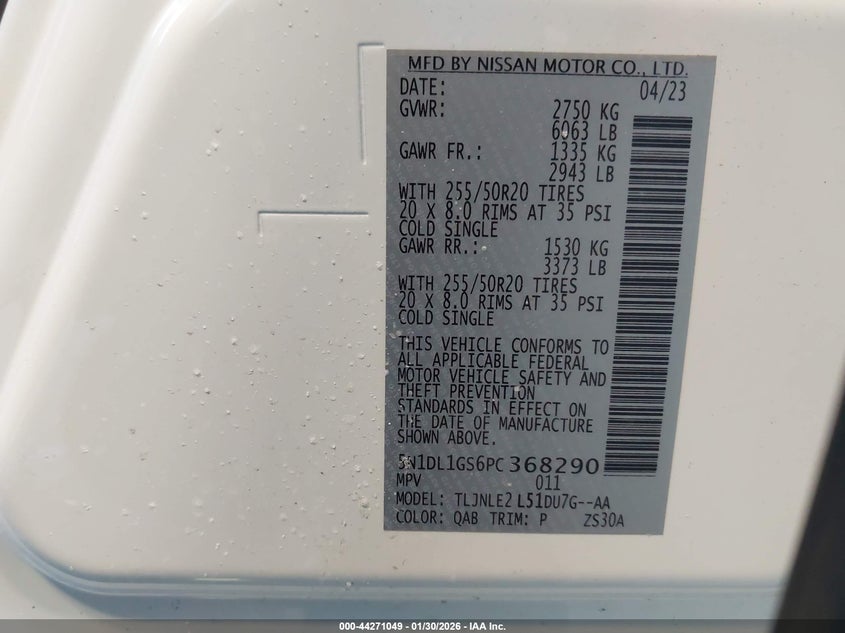 MFD BY NISSAN MOTOR CO., LTD.
DATE: 04/23
GVWR: 2750 KG
6063 LB
GAWR FR.: 1335 KG
2943 LB
WITH 255/50R20 TIRES
20 X 8.0 RIMS AT 35 PSI
COLD SINGLE
GAWR RR.: 1530 KG
3373 LB
WITH 255/50R20 TIRES
20 X 8.0 RIMS AT 35 PSI
COLD SINGLE
THIS VEHICLE CONFORMS TO
ALL APPLICABLE FEDERAL
MOTOR VEHICLE SAFETY AND
THEFT PREVENTION
STANDARDS IN EFFECT ON
THE DATE OF MANUFACTURE
SHOWN ABOVE.
5N1DL1GS6PC368290
MPV 011
MODEL: TLJNLE2 L51DU7G--AA
COLOR: QAB TRIM: P ZS30A
000-44271049 - 01/30/2026 - IAA Inc.